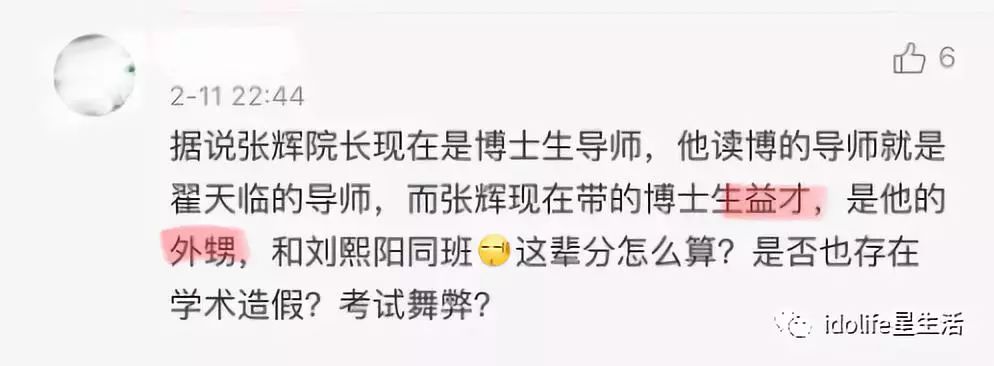 6
2-11 22:44
据说张辉院长现在是博士生导师，他读博的导师就是
翟天临的导师，而张辉现在带的博士生益才，是他的
外甥，和刘熙阳同班这辈分怎么算？是否也存在
学术造假？考试舞弊？
idolife星生活